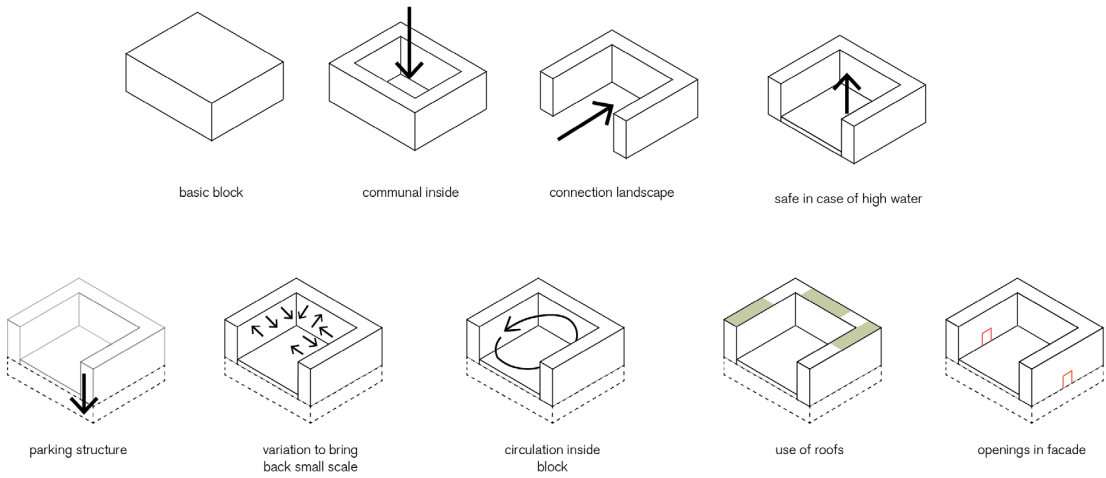 basic block
communal inside
connection landscape
safe in case of high water
parking structure
variation to bring
back small scale
circulation inside
block
use of roofs
openings in facade